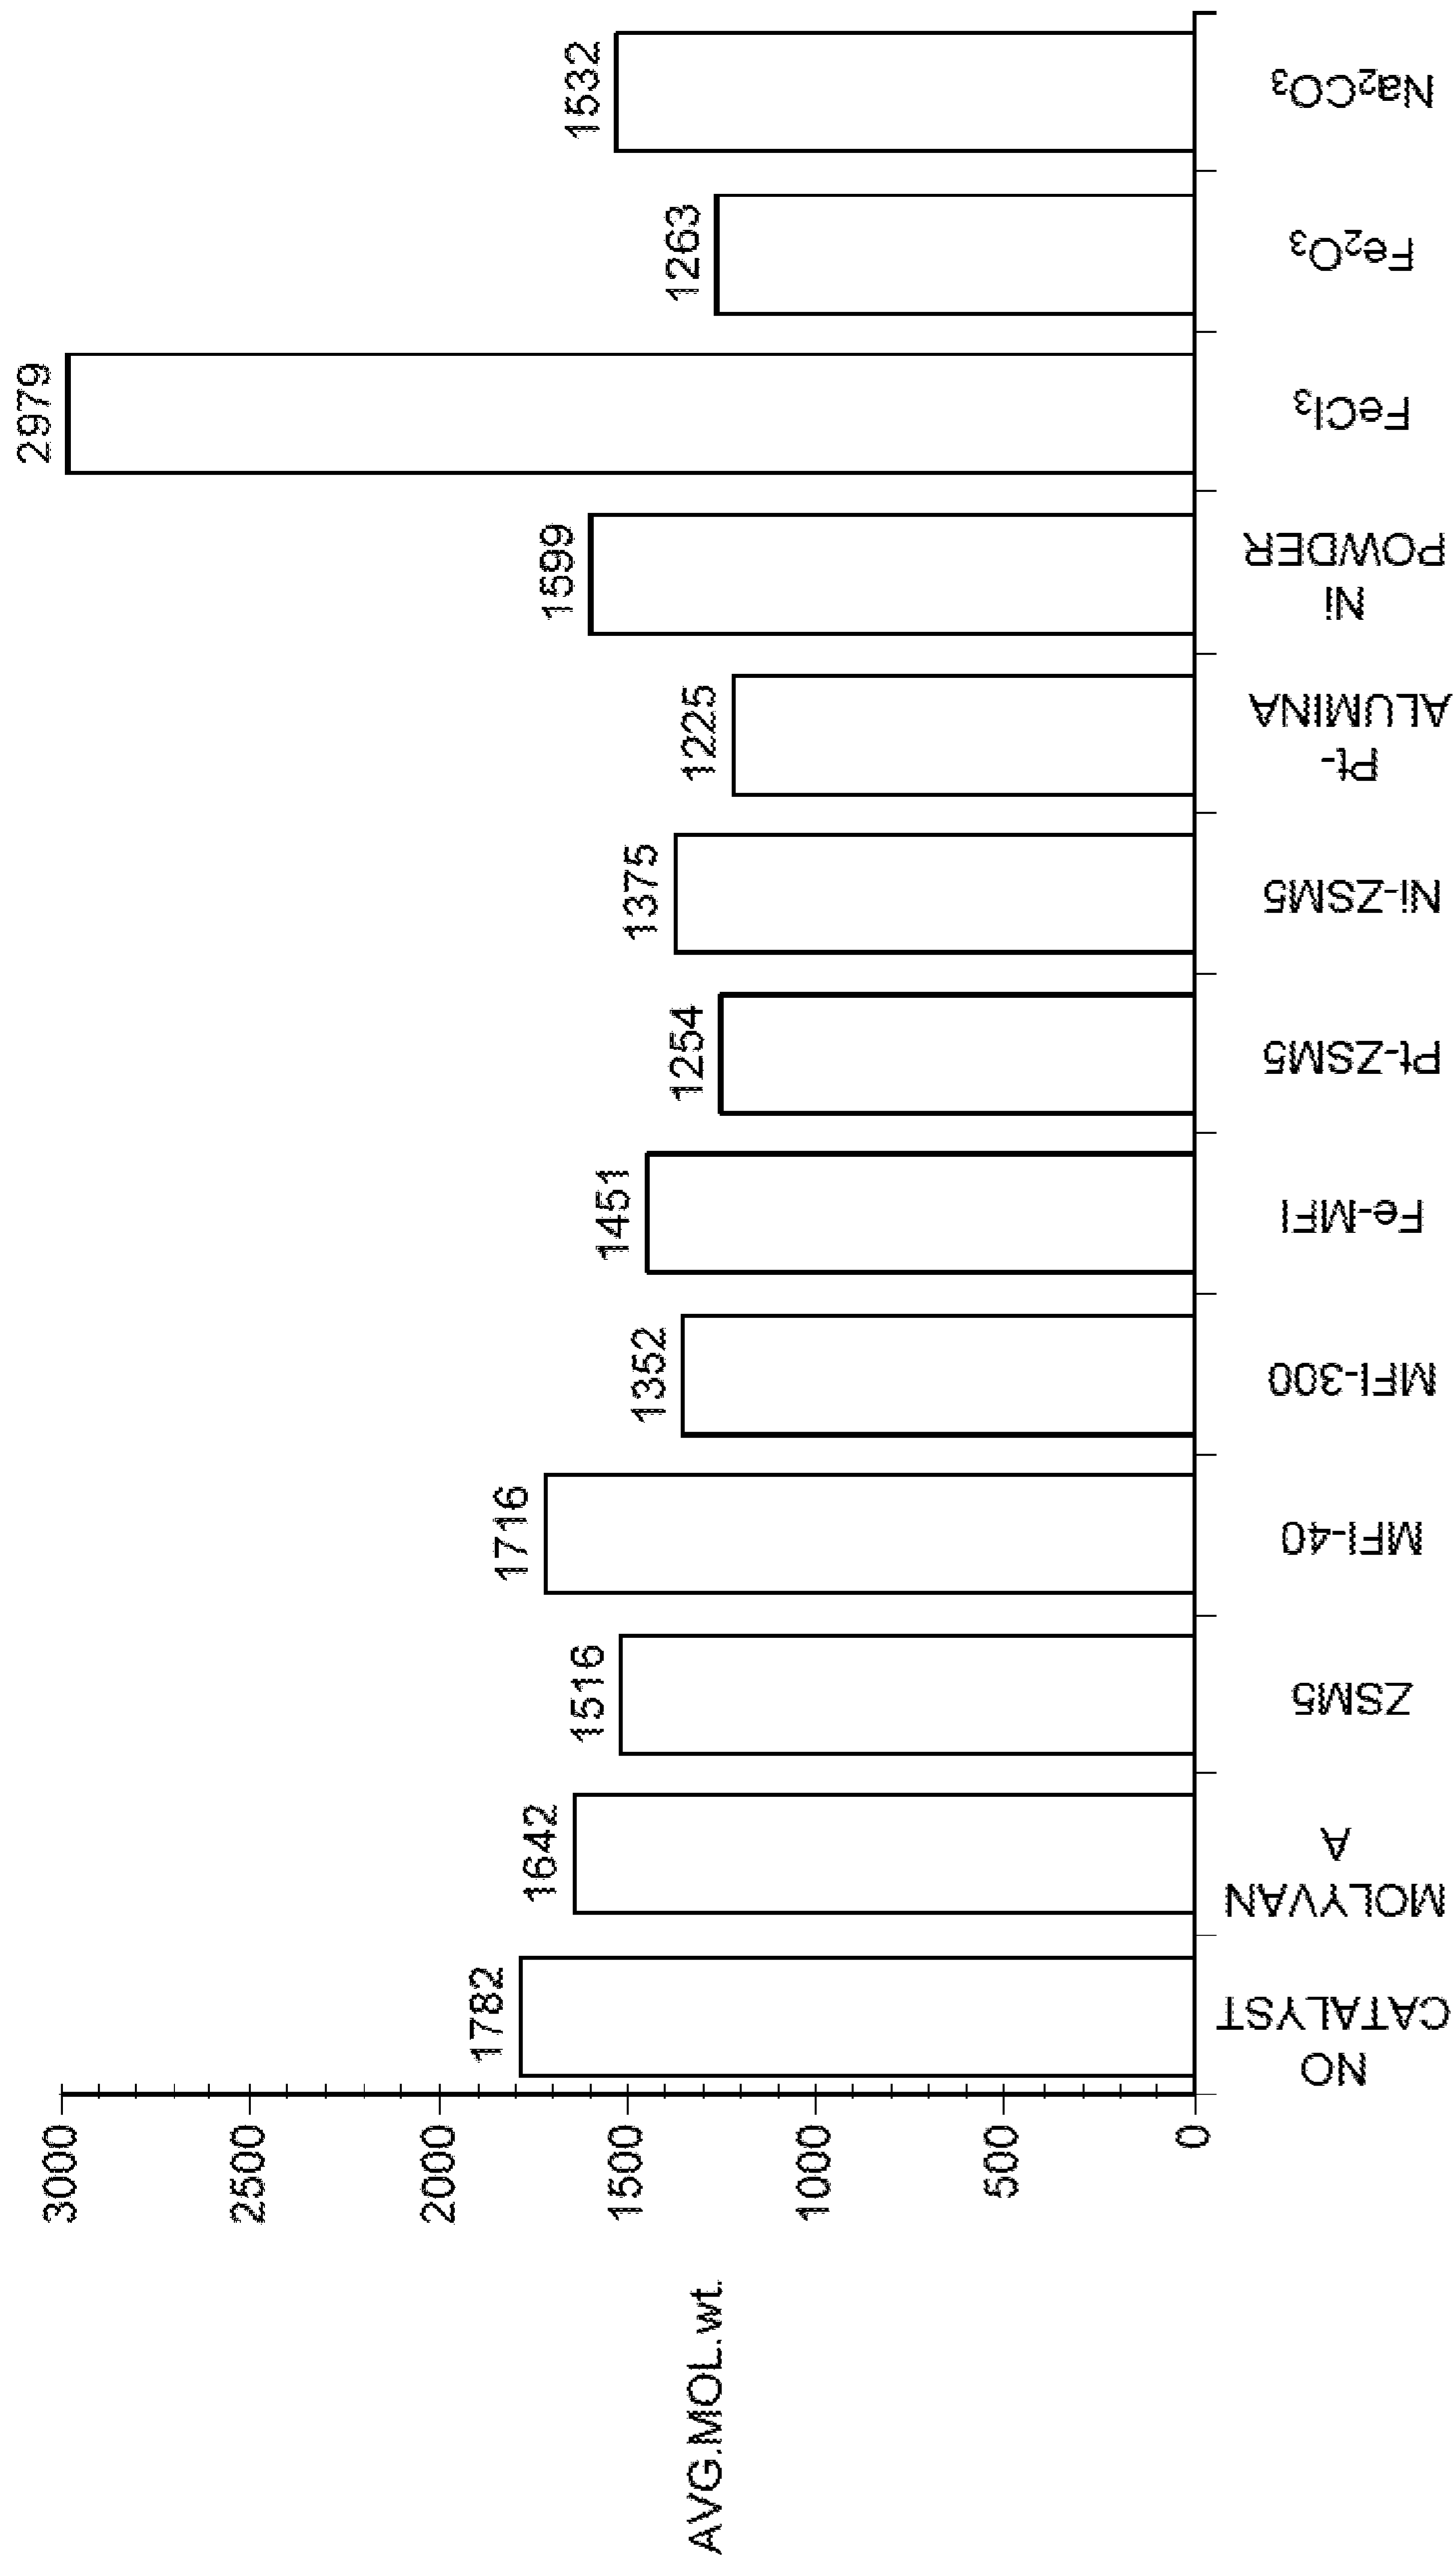 AVG.MOL.wt.
3000
2500
2000
1500
1000
500
0
1782
1642
1516
1716
1352
1451
1254
1375
1225
1599
2979
1263
1532
NO
CATALYST
MOLYVAN
A
ZSM5
MFI-40
MFI-300
Fe-MFI
Pt-ZSM5
Ni-ZSM5
Pt-
ALUMINA
Ni
POWDER
FeCl₃
Fe₂O₃
Na₂CO₃